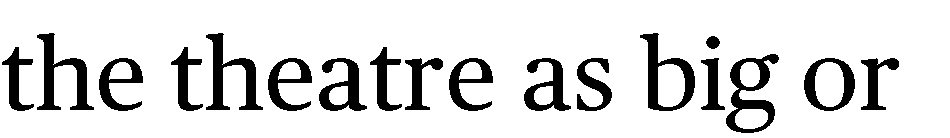 the theatre as big or